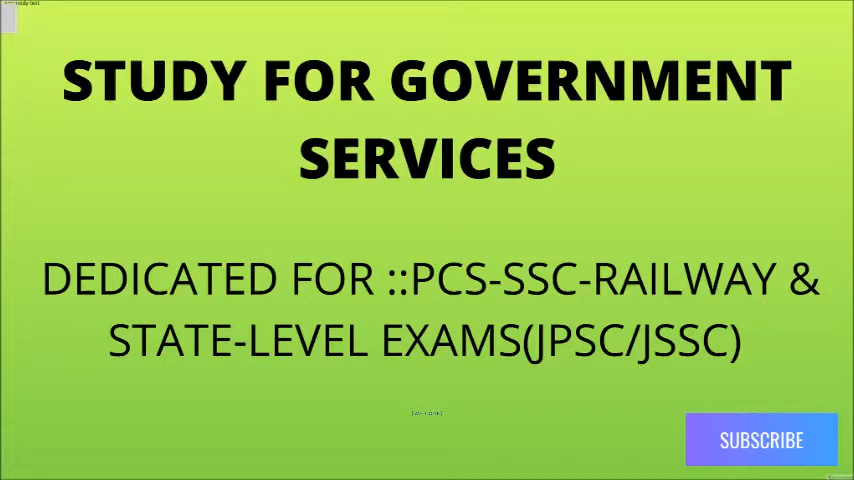 STUDY FOR GOVERNMENT
SERVICES
DEDICATED FOR ::PCS-SSC-RAILWAY &
STATE-LEVEL EXAMS(JPSC/JSSC)
SUBSCRIBE